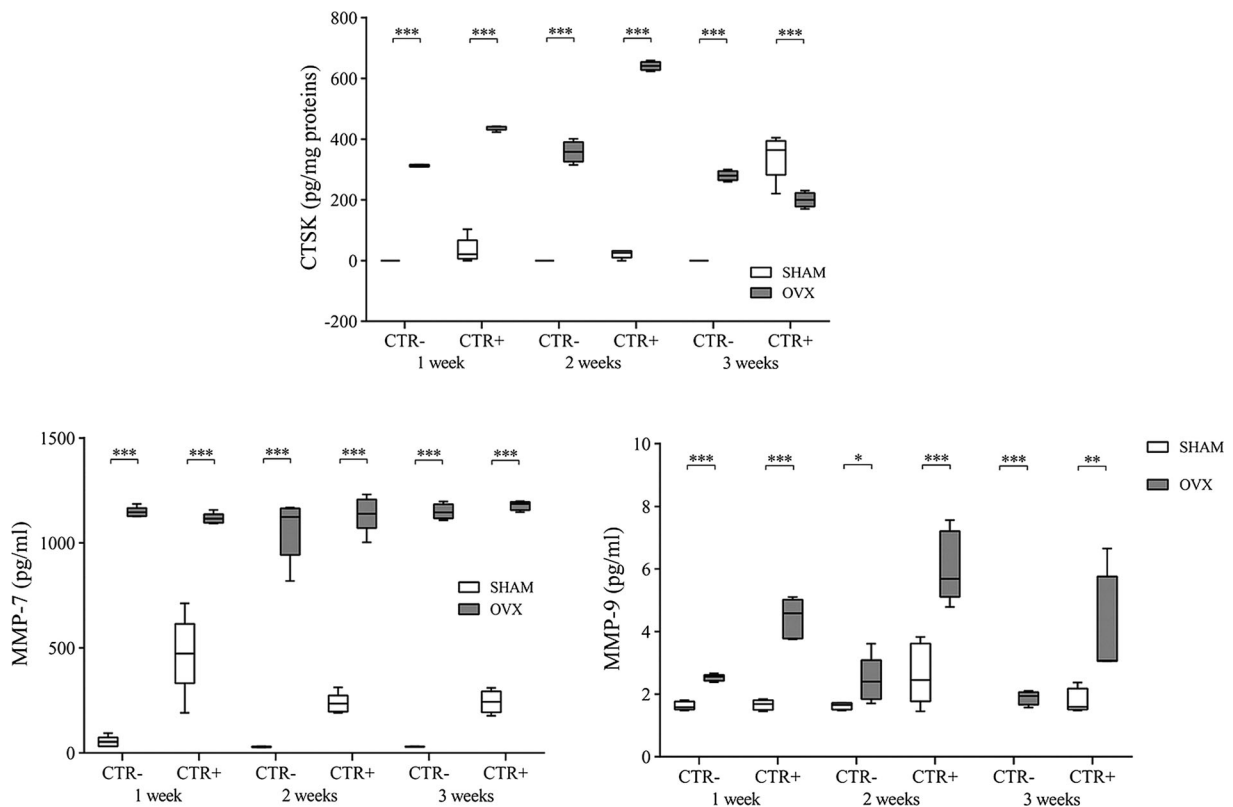 CTSK (pg/mg proteins)
800
600
400
200
0
-200
*** *** *** *** *** ***
SHAM
OVX
CTR- CTR+ CTR- CTR+ CTR- CTR+
1 week 2 weeks 3 weeks
MMP-7 (pg/ml)
1500
1000
500
0
*** *** *** *** *** ***
SHAM
OVX
CTR- CTR+ CTR- CTR+ CTR- CTR+
1 week 2 weeks 3 weeks
MMP-9 (pg/ml)
10
8
6
4
2
0
*** *** * *** *** **
SHAM
OVX
CTR- CTR+ CTR- CTR+ CTR- CTR+
1 week 2 weeks 3 weeks